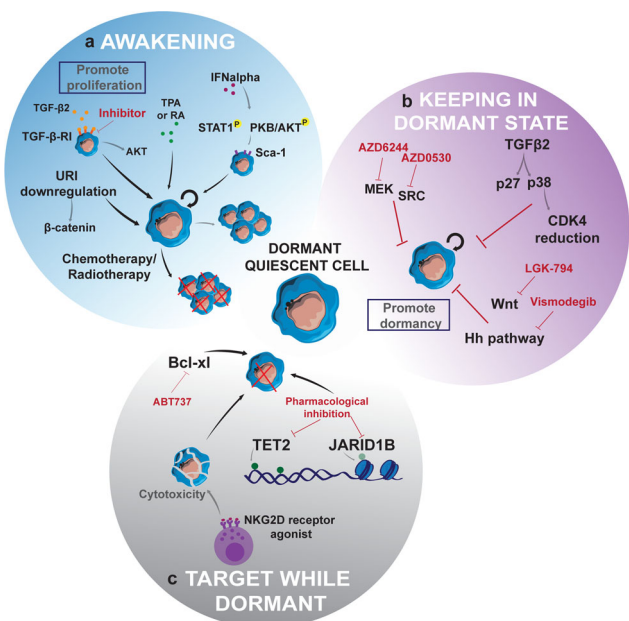 a AWAKENING
Promote
proliferation
TGF-β2
Inhibitor
TGF-β-RI
AKT
TPA
or RA
IFNalpha
STAT1 P
PKB/AKT P
Sca-1
URI
downregulation
β-catenin
Chemotherapy/
Radiotherapy
DORMANT
QUIESCENT CELL
b KEEPING IN
DORMANT STATE
AZD6244
AZD0530
MEK
SRC
TGFβ2
p27
p38
CDK4
reduction
LGK-794
Wnt
Vismodegib
Hh pathway
Promote
dormancy
Bcl-xl
ABT737
Pharmacological
inhibition
TET2
JARID1B
Cytotoxicity
NKG2D receptor
agonist
c TARGET WHILE
DORMANT